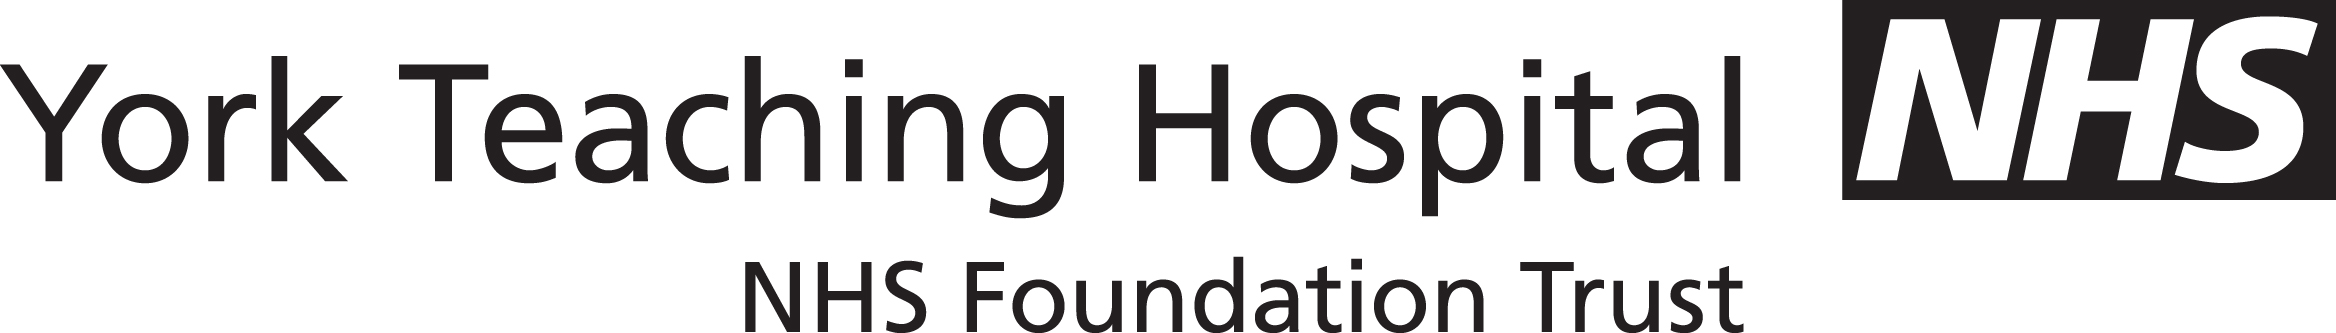 York Teaching Hospital NHS
NHS Foundation Trust